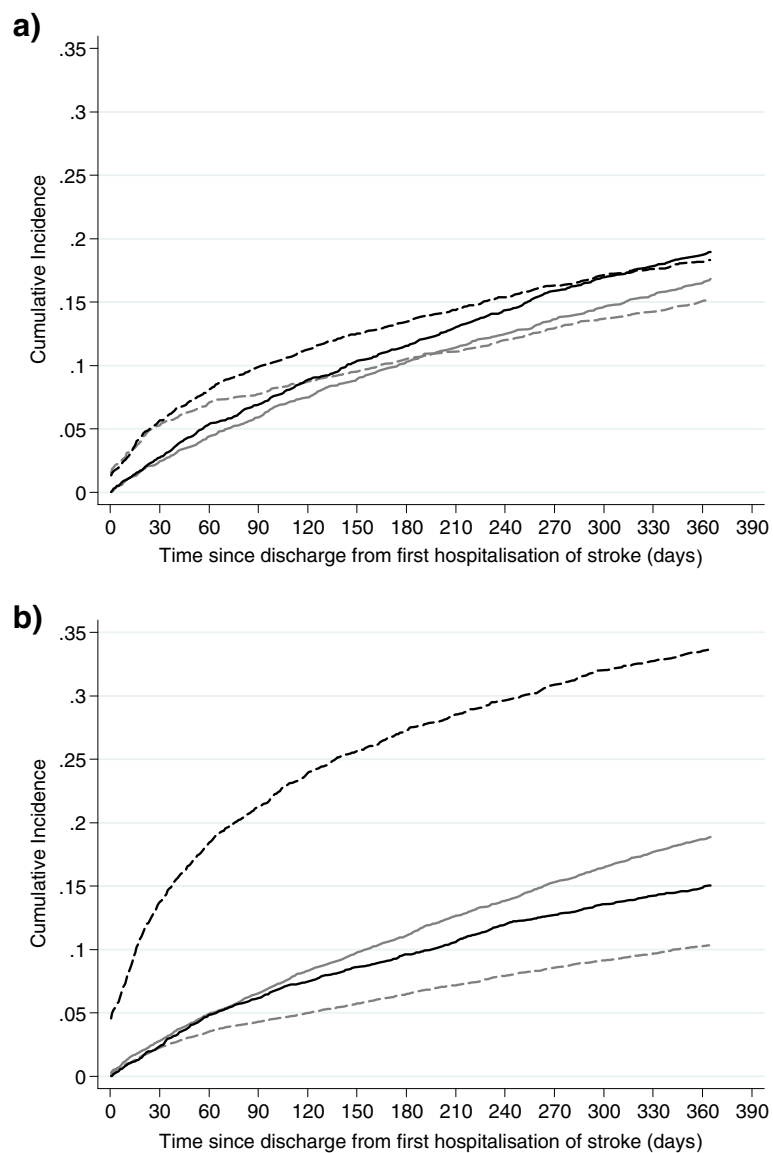 a)
.35
.3
.25
.2
.15
.1
.05
0
Cumulative Incidence
0 30 60 90 120 150 180 210 240 270 300 330 360 390
Time since discharge from first hospitalisation of stroke (days)
b)
.35
.3
.25
.2
.15
.1
.05
0
Cumulative Incidence
0 30 60 90 120 150 180 210 240 270 300 330 360 390
Time since discharge from first hospitalisation of stroke (days)